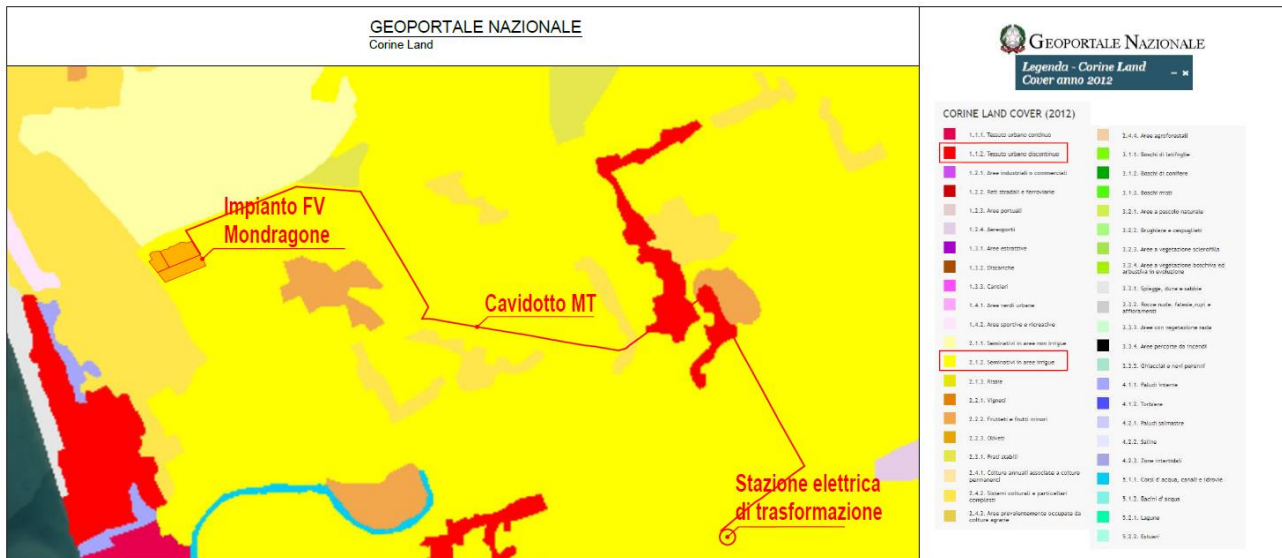 GEOPORTALE NAZIONALE
Corine Land
Impianto FV
Mondragone
Cavidotto MT
Stazione elettrica
di trasformazione
GEOPORTALE NAZIONALE
Legenda - Corine Land
Cover anno 2012
CORINE LAND COVER (2012)
1.1.1. Tessuto urbano continuo
1.1.2. Tessuto urbano discontinuo
1.2.1. Aree industriali o commerciali
1.2.2. Reti stradali e ferroviarie
1.2.3. Aree portuali
1.2.4. Aeroporti
1.3.1. Aree estrattive
1.3.2. Discariche
1.3.3. Cantieri
1.4.1. Aree verdi urbane
1.4.2. Aree sportive e ricreative
2.1.1. Seminativi in aree non irrigue
2.1.2. Seminativi in aree irrigue
2.1.3. Risaie
2.2.1. Vigneti
2.2.2. Frutteti e frutti minori
2.2.3. Oliveti
2.3.1. Prati stabili
2.4.1. Colture annuali associate a colture
permanenti
2.4.2. Sistemi colturali e particellari
complessi
2.4.3. Aree prevalentemente occupate da
colture agrarie
2.4.4. Aree agroforestali
3.1.1. Boschi di latifoglie
3.1.2. Boschi di conifere
3.1.3. Boschi misti
3.2.1. Aree a pascolo naturale
3.2.2. Brughiere e cespuglieti
3.2.3. Aree a vegetazione sclerofilla
3.2.4. Aree a vegetazione boschiva ed
arbustiva in evoluzione
3.3.1. Spiagge, dune e sabbie
3.3.2. Rocce nude, falesie, rupi e
affioramenti
3.3.3. Aree con vegetazione rada
3.3.4. Aree percorse da incendi
3.3.5. Ghiacciai e nevi perenni
4.1.1. Paludi interne
4.1.2. Torbiere
4.2.1. Paludi salmastre
4.2.2. Saline
4.2.3. Zone intertidali
5.1.1. Corsi d'acqua, canali e idrovie
5.1.2. Bacini d'acqua
5.2.1. Lagune
5.2.2. Estuari